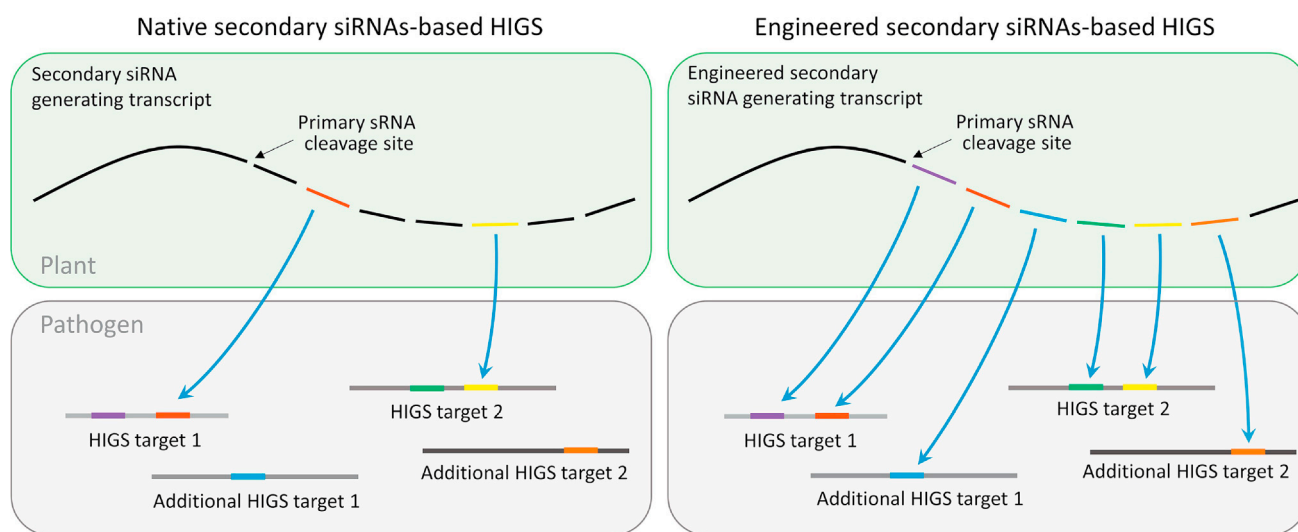 Native secondary siRNAs-based HIGS
Secondary siRNA
generating transcript
Primary sRNA
cleavage site
Plant
Pathogen
HIGS target 1
HIGS target 2
Additional HIGS target 1
Additional HIGS target 2
Engineered secondary siRNAs-based HIGS
Engineered secondary
siRNA generating transcript
Primary sRNA
cleavage site
HIGS target 1
HIGS target 2
Additional HIGS target 1
Additional HIGS target 2